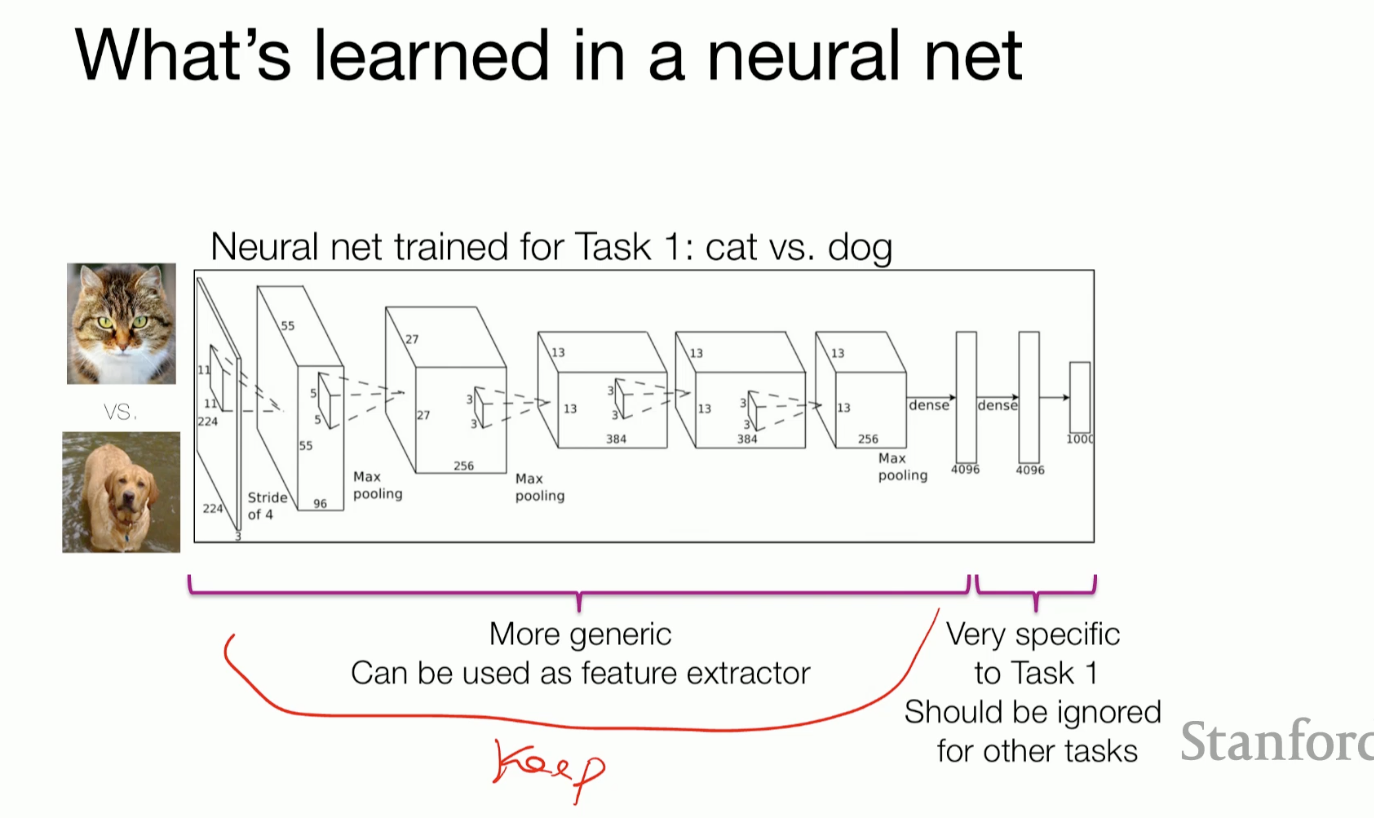 What's learned in a neural net
Neural net trained for Task 1: cat vs. dog
vs.
11
11
224
224
3
Stride
of 4
55
55
96
5
5
Max
pooling
27
27
256
3
3
Max
pooling
13
13
384
3
3
13
13
384
3
3
13
13
256
Max
pooling
dense
4096
dense
4096
1000
More generic
Can be used as feature extractor
Very specific
to Task 1
Should be ignored
for other tasks
Keep
Stanford